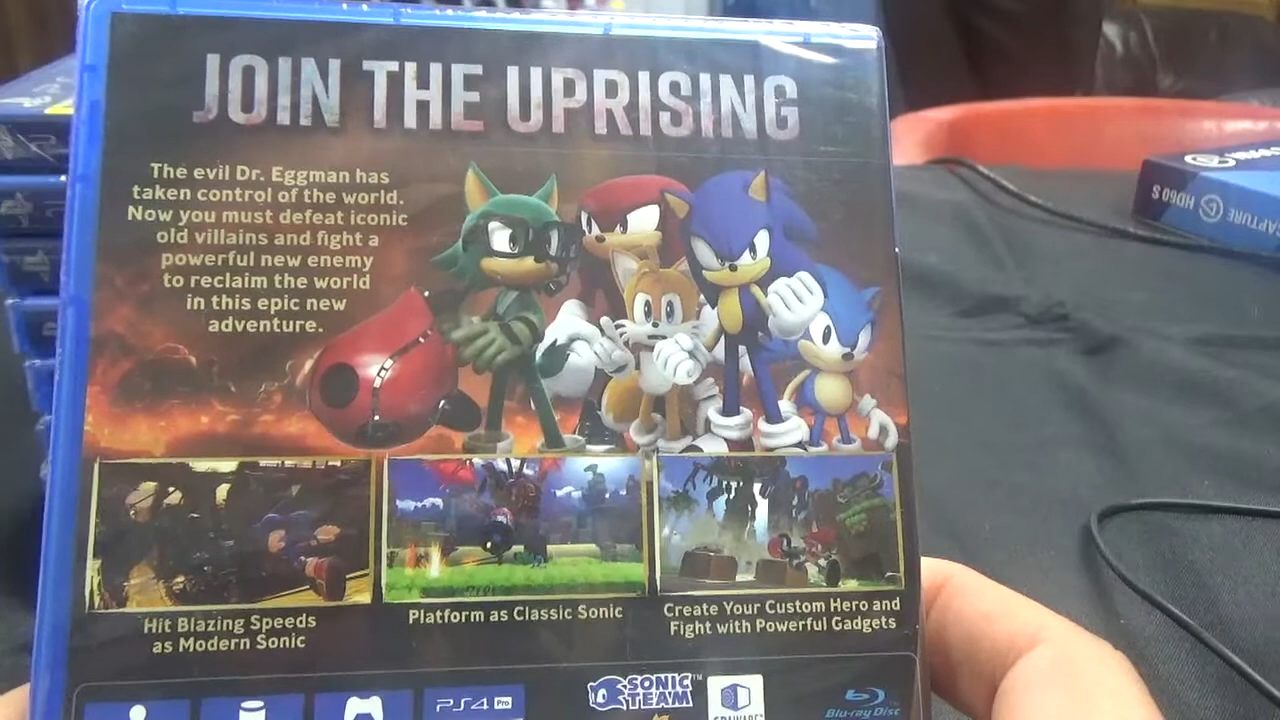 JOIN THE UPRISING
The evil Dr. Eggman has
taken control of the world.
Now you must defeat iconic
old villains and fight a
powerful new enemy
to reclaim the world
in this epic new
adventure.
Hit Blazing Speeds
as Modern Sonic
Platform as Classic Sonic
Create Your Custom Hero and
Fight with Powerful Gadgets
PS4 Pro
SONIC
TEAM™
Blu-ray Disc
HD60 S
CAPTURE